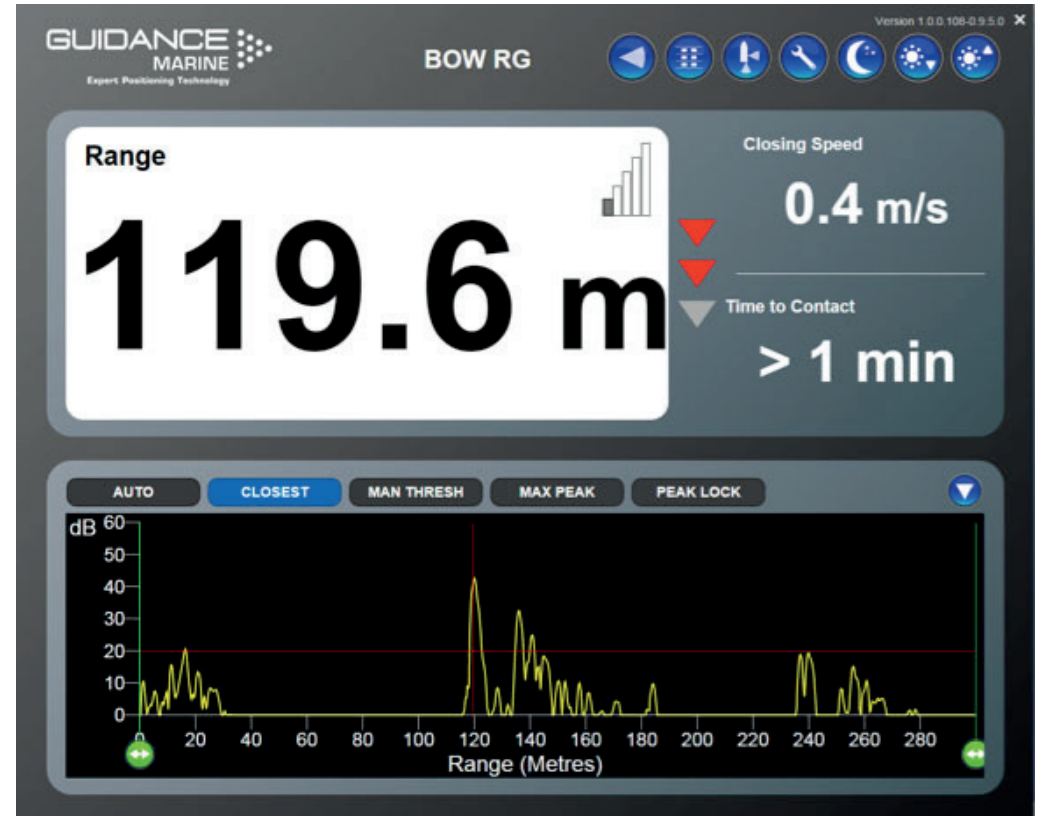 Version 1.0.0.108-0.9.5.0
GUIDANCE
MARINE
Expert Positioning Technology
BOW RG
Range
119.6 m
Closing Speed
0.4 m/s
Time to Contact
> 1 min
AUTO CLOSEST MAN THRESH MAX PEAK PEAK LOCK
dB
60
50
40
30
20
10
0
0 20 40 60 80 100 120 140 160 180 200 220 240 260 280
Range (Metres)